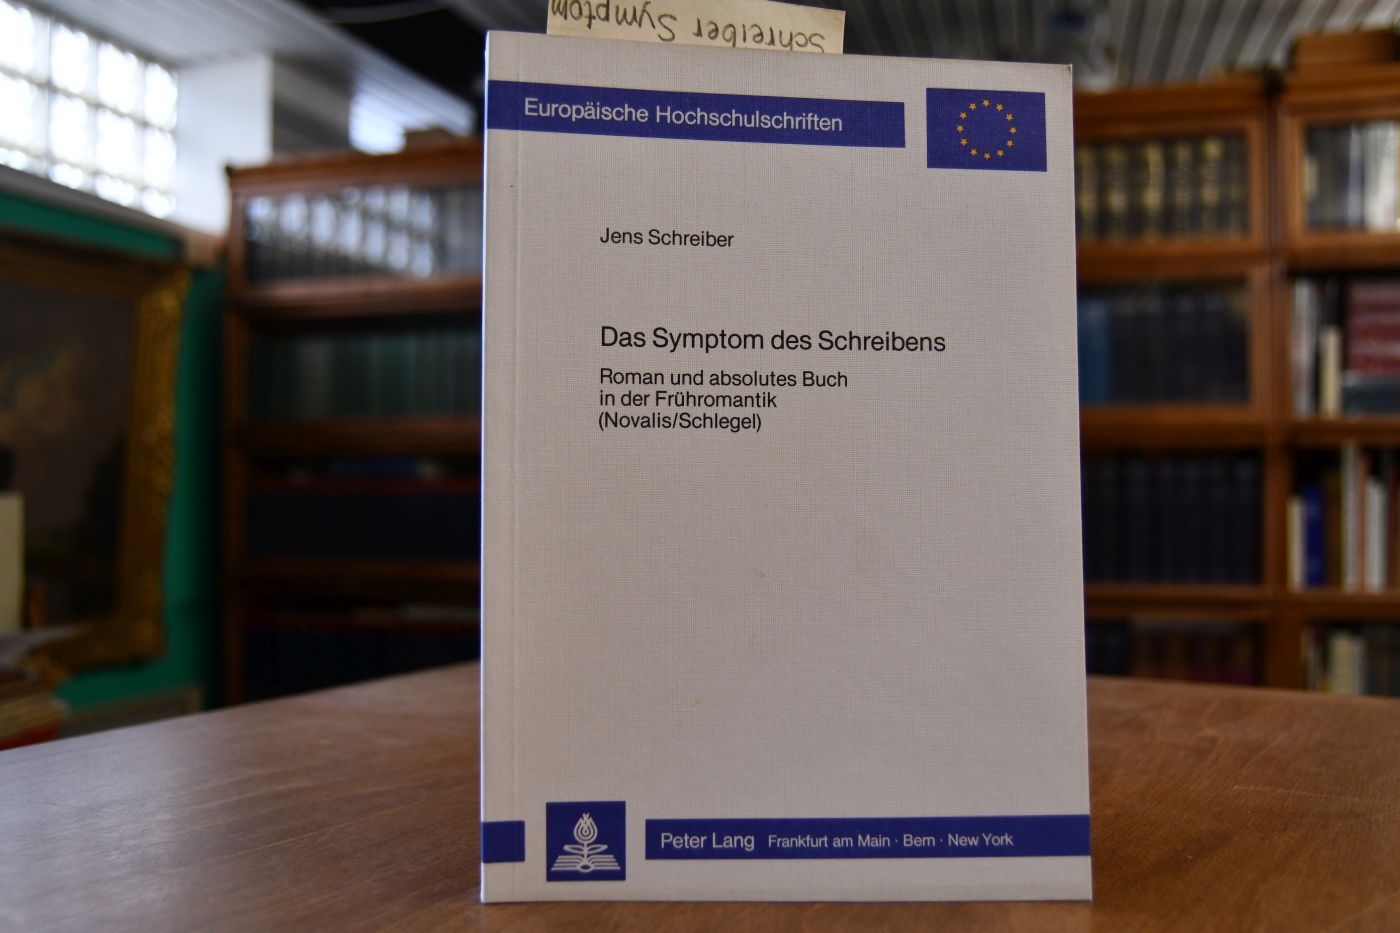 Schreiber Symptom
Europäische Hochschulschriften
Jens Schreiber
Das Symptom des Schreibens
Roman und absolutes Buch
in der Frühromantik
(Novalis/Schlegel)
Peter Lang Frankfurt am Main · Bern · New York